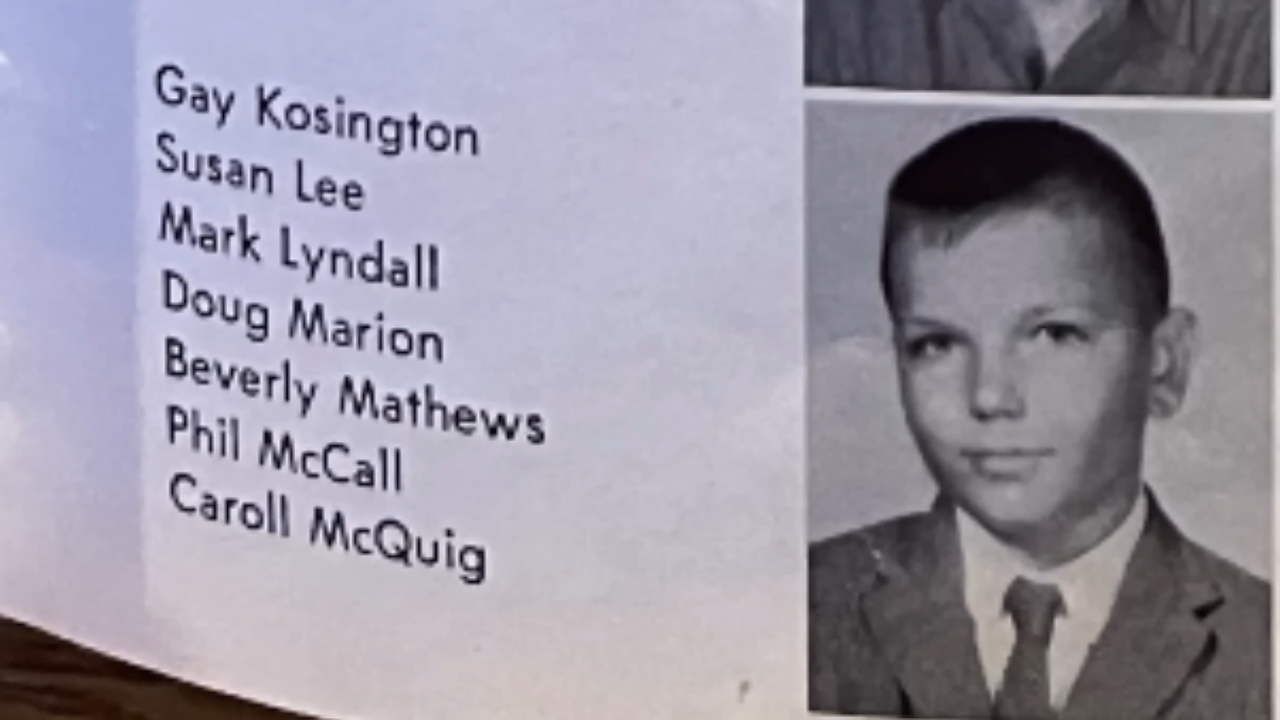 Gay Kosington
Susan Lee
Mark Lyndall
Doug Marion
Beverly Mathews
Phil McCall
Caroll McQuig